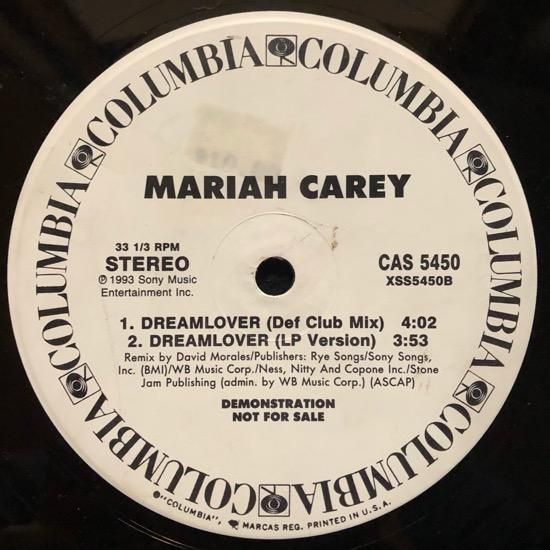 COLUMBIA COLUMBIA COLUMBIA COLUMBIA COLUMBIA COLUMBIA COLUMBIA COLUMBIA
MARIAH CAREY
33 1/3 RPM
STEREO
℗ 1993 Sony Music
Entertainment Inc.
CAS 5450
XSS5450B
1. DREAMLOVER (Def Club Mix) 4:02
2. DREAMLOVER (LP Version) 3:53
Remix by David Morales/Publishers: Rye Songs/Sony Songs,
Inc. (BMI)/WB Music Corp./Ness, Nitty And Copone Inc./Stone
Jam Publishing (admin. by WB Music Corp.) (ASCAP)
DEMONSTRATION
NOT FOR SALE
® "COLUMBIA", MARCAS REG. PRINTED IN U.S.A.